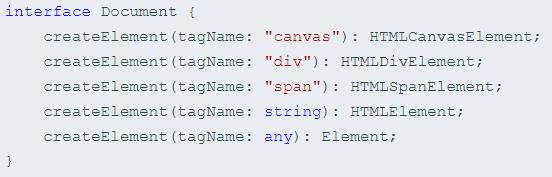 interface Document {
    createElement(tagName: "canvas"): HTMLCanvasElement;
    createElement(tagName: "div"): HTMLDivElement;
    createElement(tagName: "span"): HTMLSpanElement;
    createElement(tagName: string): HTMLElement;
    createElement(tagName: any): Element;
}